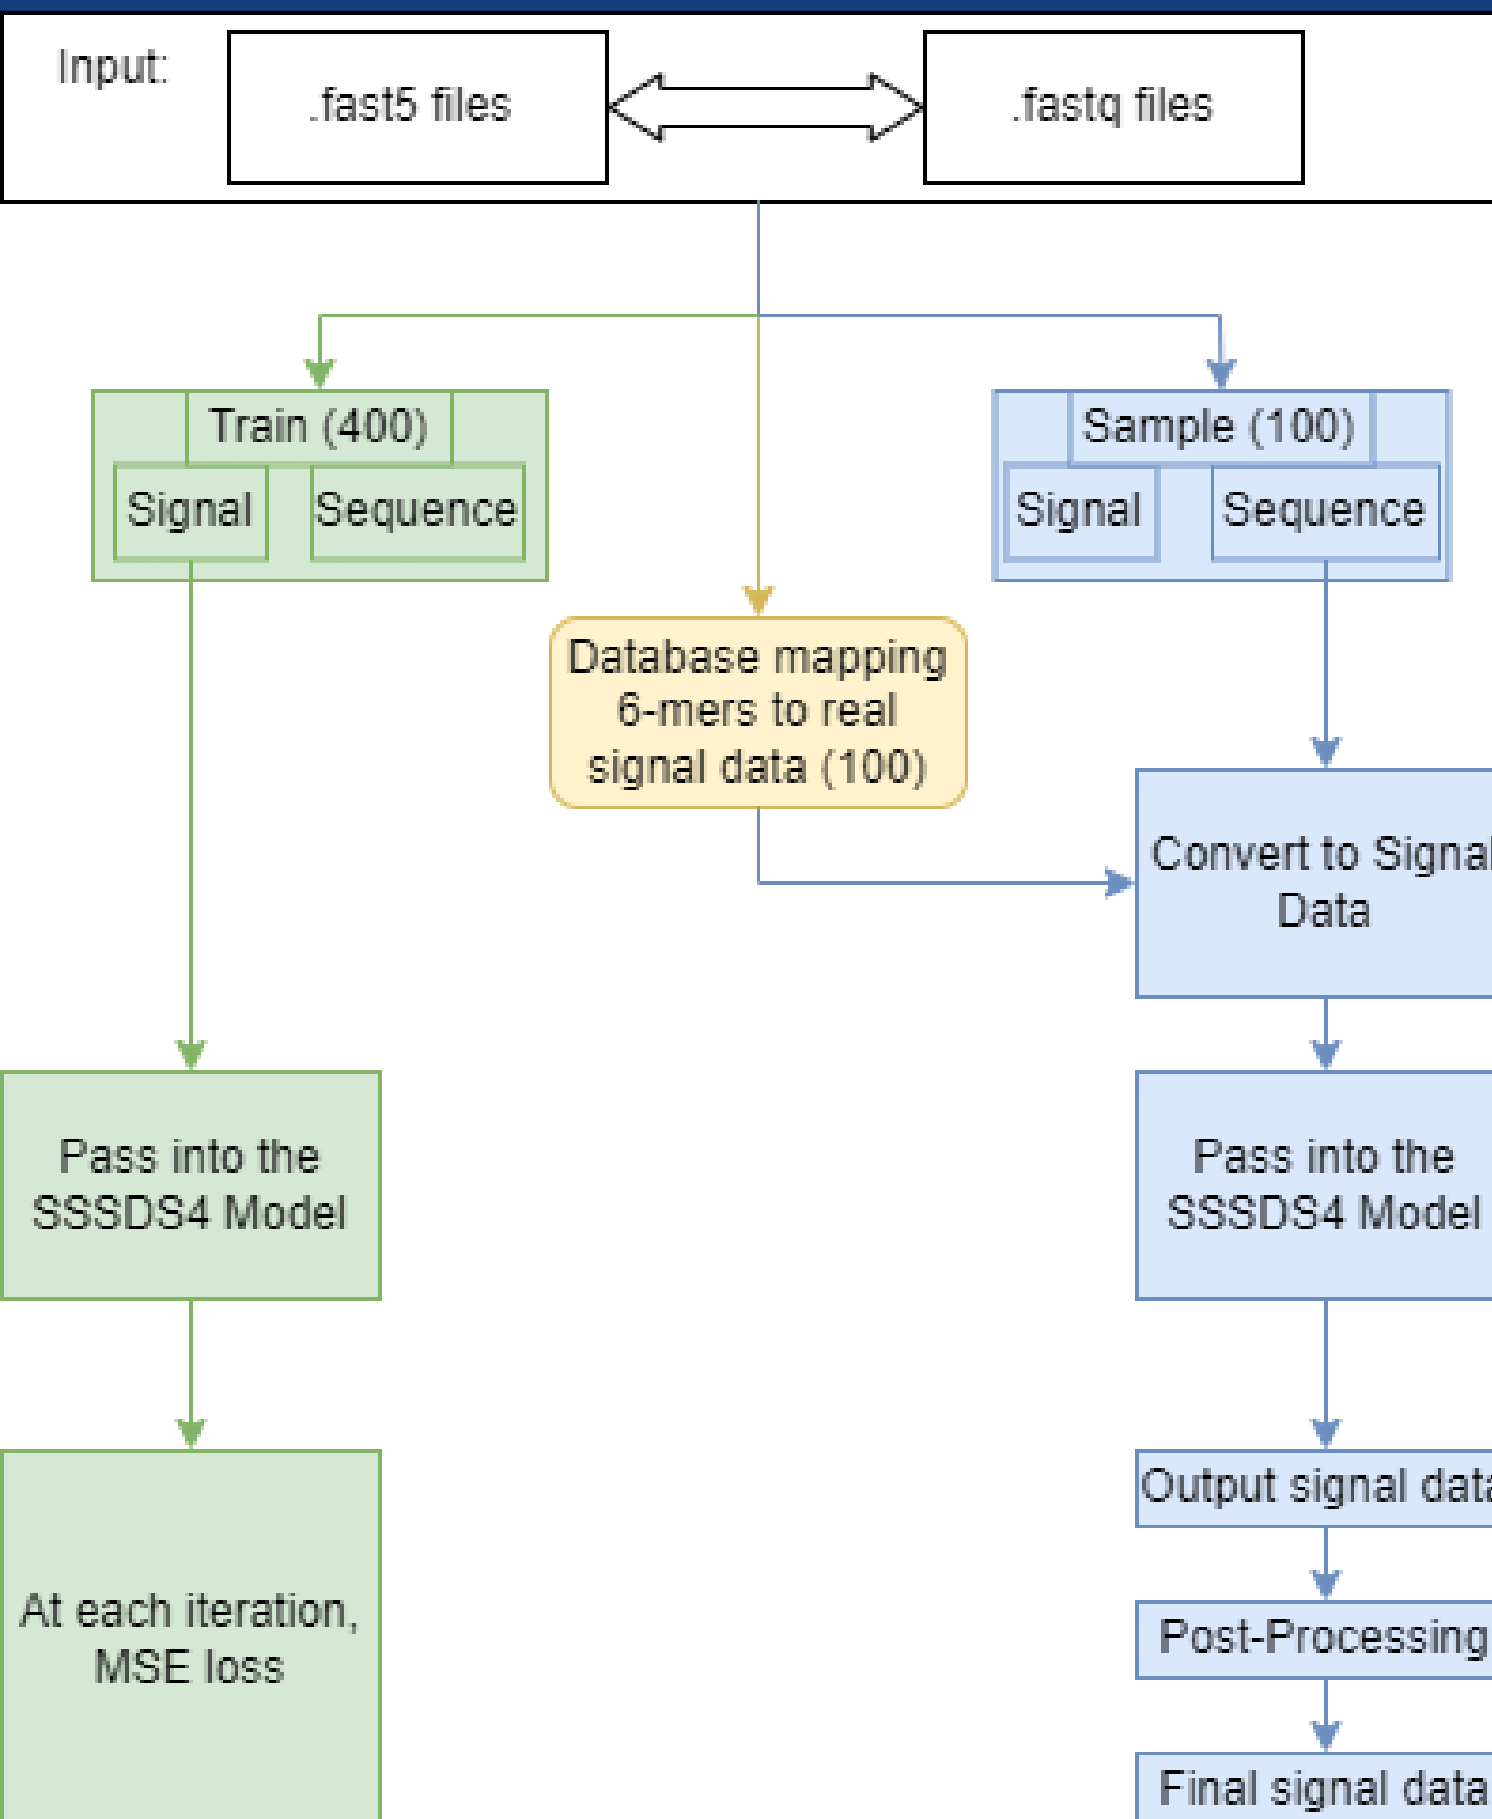 Input:
.fast5 files
.fastq files
Train (400)
Signal
Sequence
Sample (100)
Signal
Sequence
Database mapping
6-mers to real
signal data (100)
Convert to Signal
Data
Pass into the
SSSDS4 Model
Pass into the
SSSDS4 Model
At each iteration,
MSE loss
Output signal data
Post-Processing
Final signal data